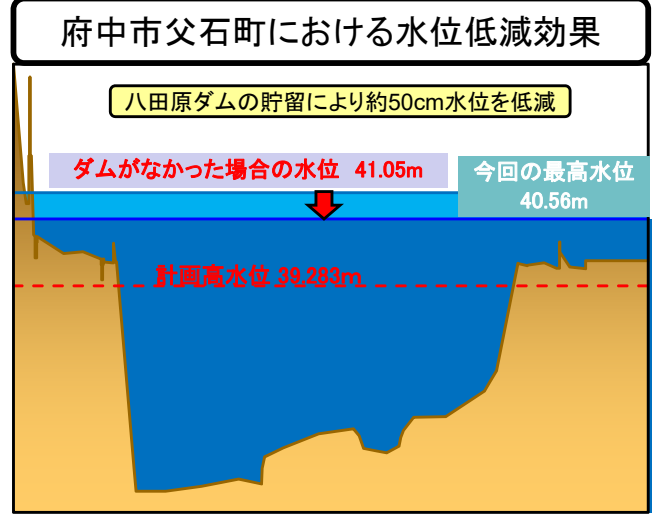 府中市父石町における水位低減効果
八田原ダムの貯留により約50cm水位を低減
ダムがなかった場合の水位 41.05m
今回の最高水位
40.56m
計画高水位 39.283m